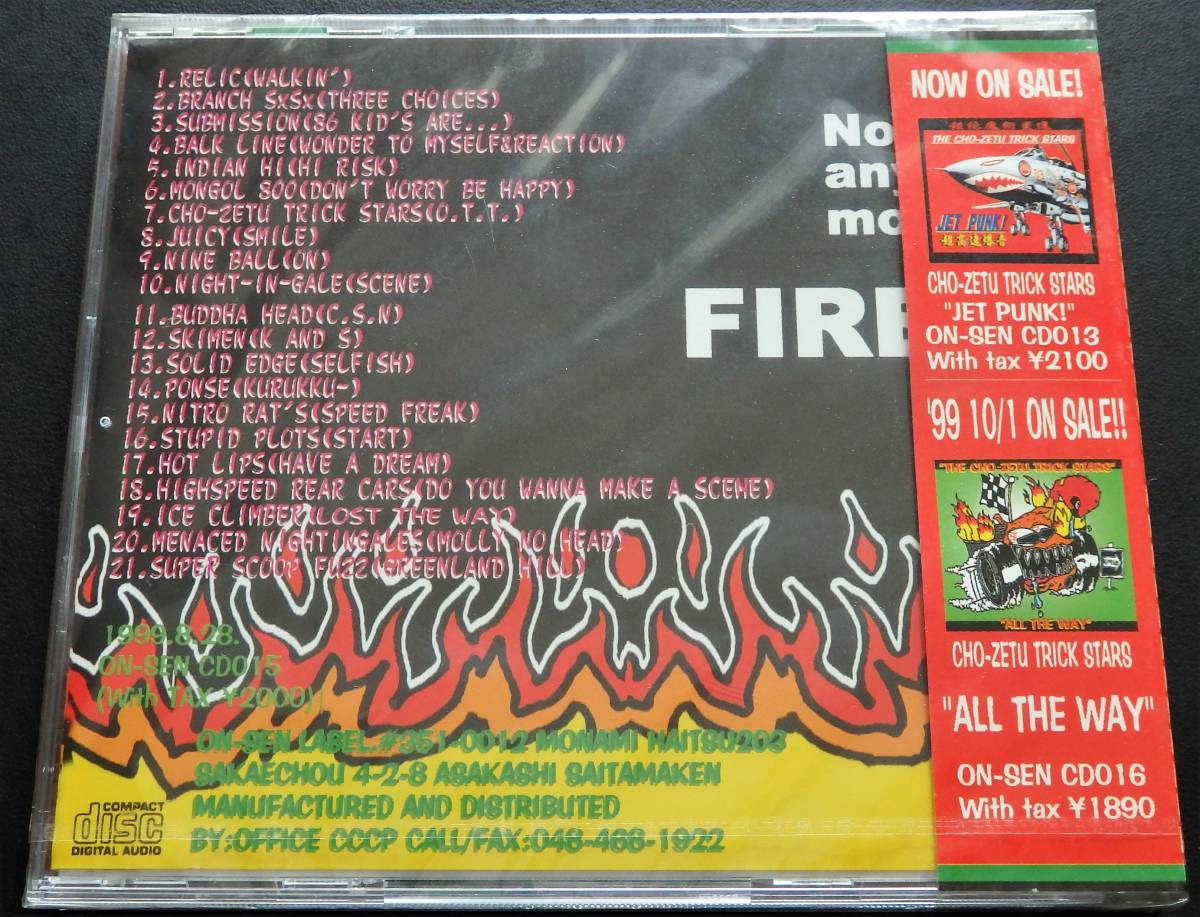 1.RELIC(WALKIN')
2.BRANCH SxSx(THREE CHOICES)
3.SUBMISSION(86 KID'S ARE...)
4.BALK LINE(WONDER TO MYSELF&REACTION)
5.INDIAN HI(HI RISK)
6.MONGOL 800(DON'T WORRY BE HAPPY)
7.CHO-ZETU TRICK STARS(O.T.T.)
8.JUICY(SMILE)
9.NINE BALL(ON)
10.NIGHT-IN-GALE(SCENE)
11.BUDDHA HEAD(C.S.N)
12.SKIMEN(K AND S)
13.SOLID EDGE(SELFISH)
14.PONSE(KURUKKU-)
15.NITRO RAT'S(SPEED FREAK)
16.STUPID PLOTS(START)
17.HOT LIPS(HAVE A DREAM)
18.HIGHSPEED REAR CARS(DO YOU WANNA MAKE A SCEME)
19.ICE CLIMBER(LOST THE WAY)
20.MENACED NIGHTINGALES(MOLLY NO HEAD)
21.SUPER SCOOP FUZZ(GREENLAND HILL)
1999.8.28.
ON-SEN CD015
(With TAX ¥2000)
ON-SEN LABEL.#351-0012 MONAMI HAITSU203
SAKAECHOU 4-2-8 ASAKASHI SAITAMAKEN
MANUFACTURED AND DISTRIBUTED
BY:OFFICE CCCP CALL/FAX:048-468-1922
COMPACT
disc
DIGITAL AUDIO
No
any
mo
FIRE
NOW ON SALE!
THE CHO-ZETU TRICK STARS
JET PUNK!
超高速爆音
CHO-ZETU TRICK STARS
"JET PUNK!"
ON-SEN CD013
With tax ¥2100
'99 10/1 ON SALE!!
"THE CHO-ZETU TRICK STARS"
"ALL THE WAY"
CHO-ZETU TRICK STARS
"ALL THE WAY"
ON-SEN CD016
With tax ¥1890